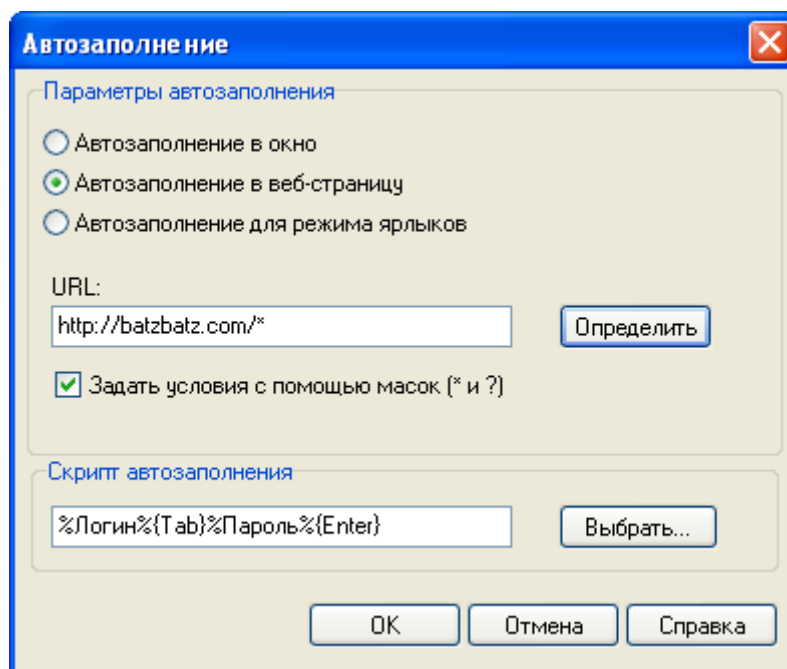 Автозаполнение
Параметры автозаполнения
Автозаполнение в окно
Автозаполнение в веб-страницу
Автозаполнение для режима ярлыков
URL:
http://batzbatz.com/*
Определить
Задать условия с помощью масок (* и ?)
Скрипт автозаполнения
%Логин%{Tab}%Пароль%{Enter}
Выбрать...
OK
Отмена
Справка